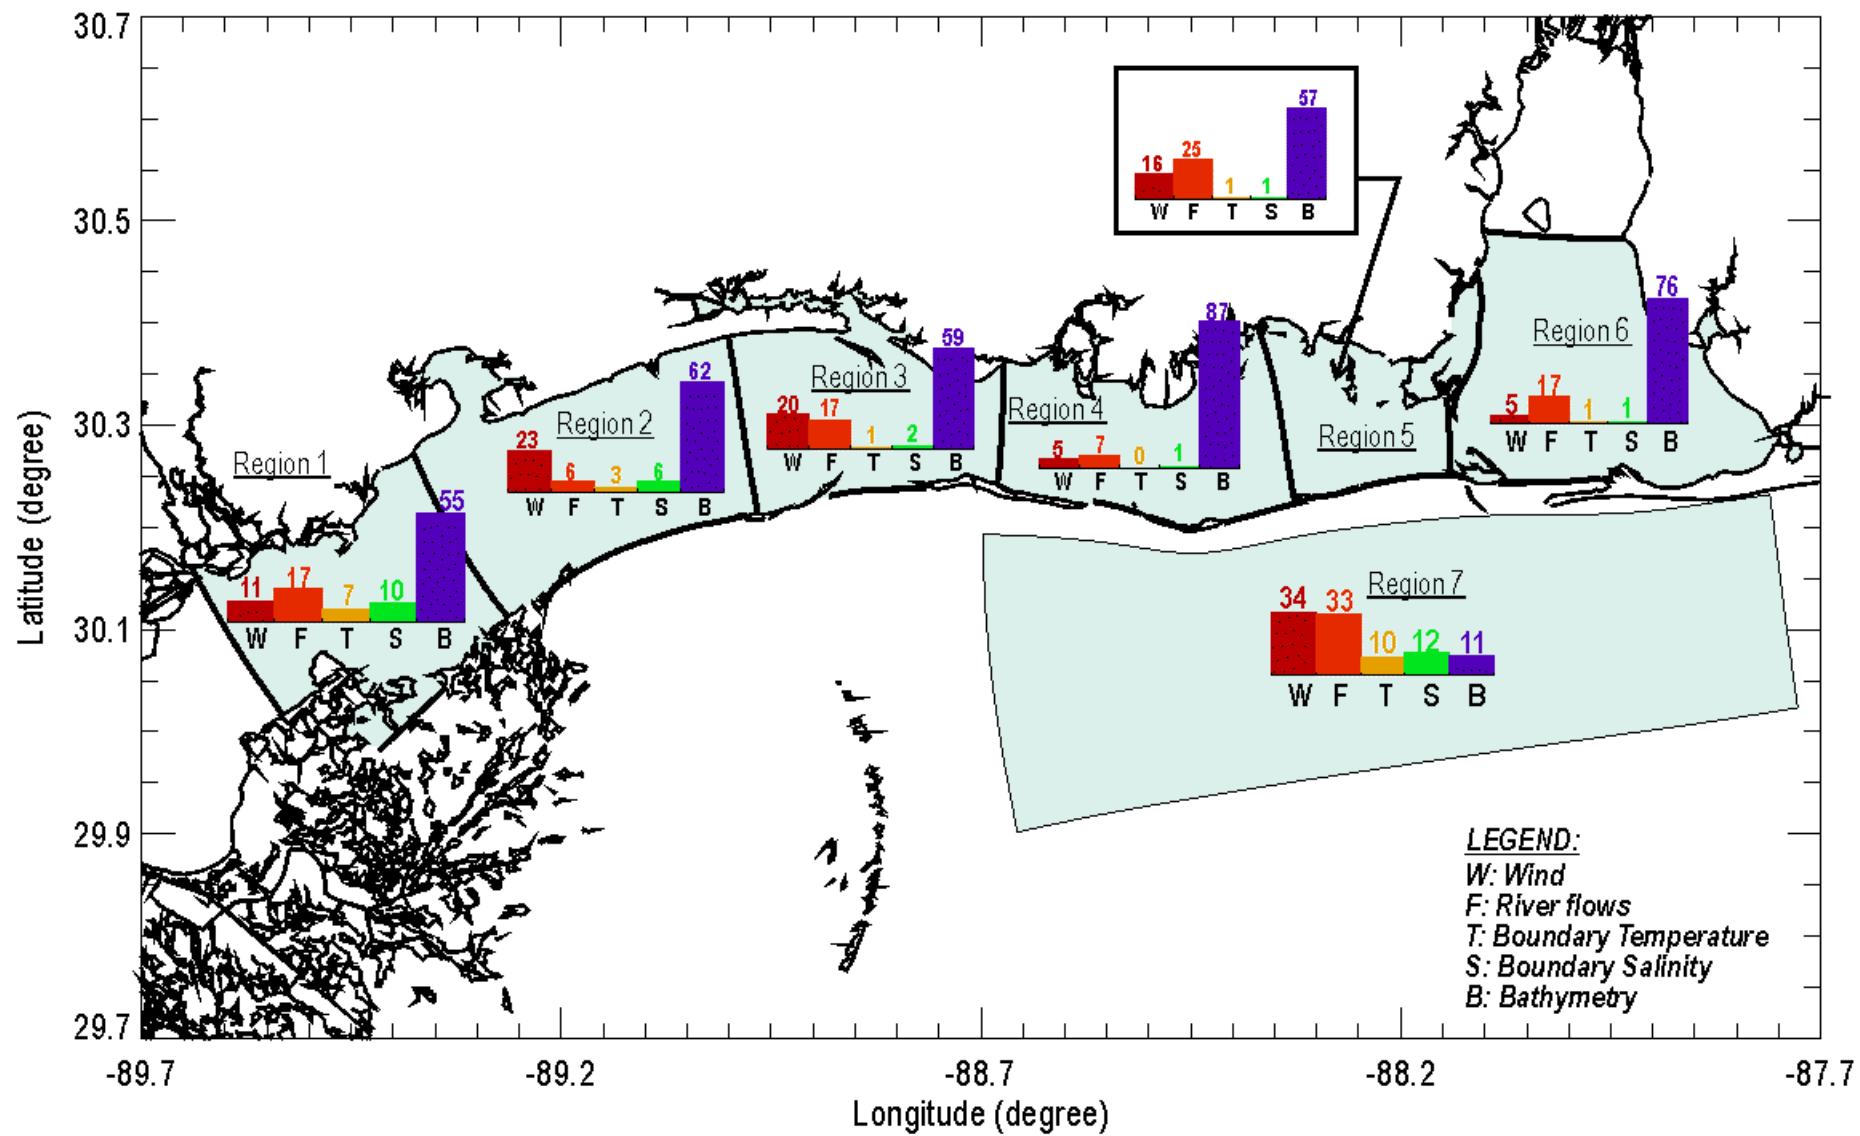 30.7
30.5
30.3
30.1
29.9
29.7
Latitude (degree)
-89.7
-89.2
-88.7
-88.2
-87.7
Longitude (degree)
Region 1
11 17 7 10 55
W F T S B
Region 2
23 6 3 6 62
W F T S B
Region 3
20 17 1 2 59
W F T S B
Region 4
5 7 0 1 87
W F T S B
16 25 1 1 57
W F T S B
Region 5
Region 6
5 17 1 1 76
W F T S B
Region 7
34 33 10 12 11
W F T S B
LEGEND:
W: Wind
F: River flows
T: Boundary Temperature
S: Boundary Salinity
B: Bathymetry